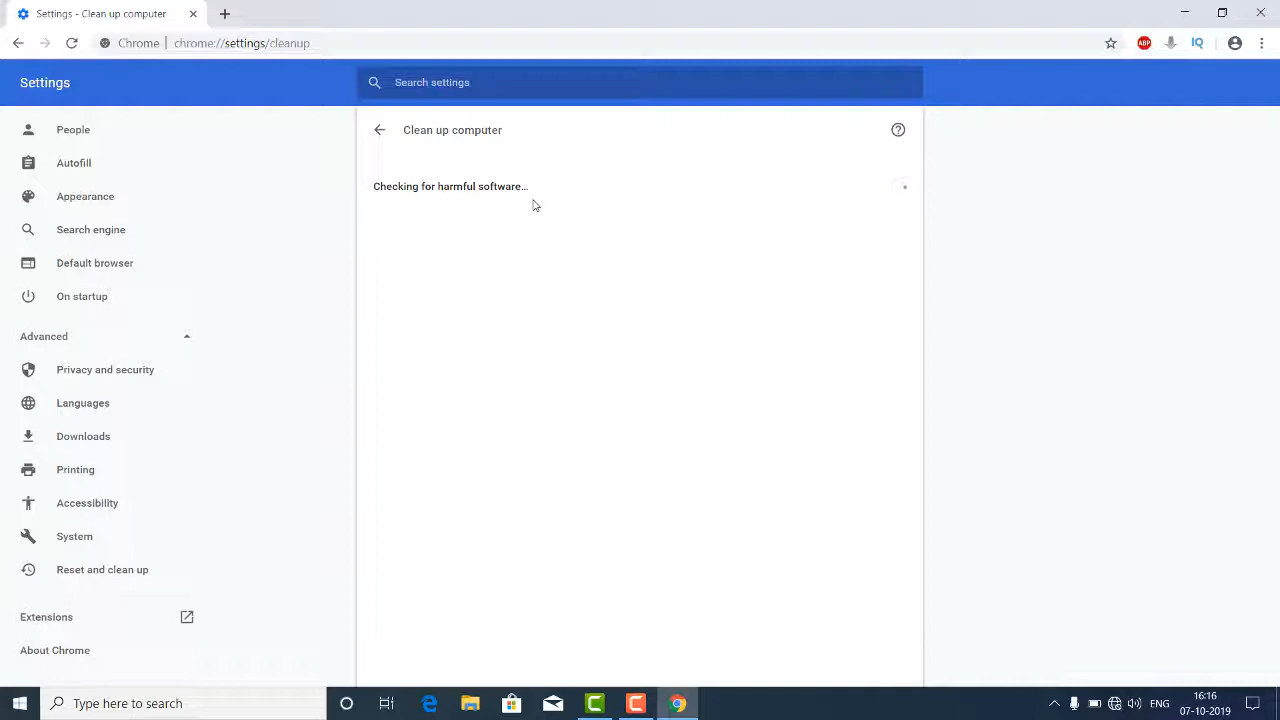 Settings - Clean up computer
Chrome | chrome://settings/cleanup
ABP
IQ
Settings
Search settings
People
Autofill
Appearance
Search engine
Default browser
On startup
Advanced
Privacy and security
Languages
Downloads
Printing
Accessibility
System
Reset and clean up
Extensions
About Chrome
Clean up computer
Checking for harmful software...
Type here to search
ENG
16:16
07-10-2019